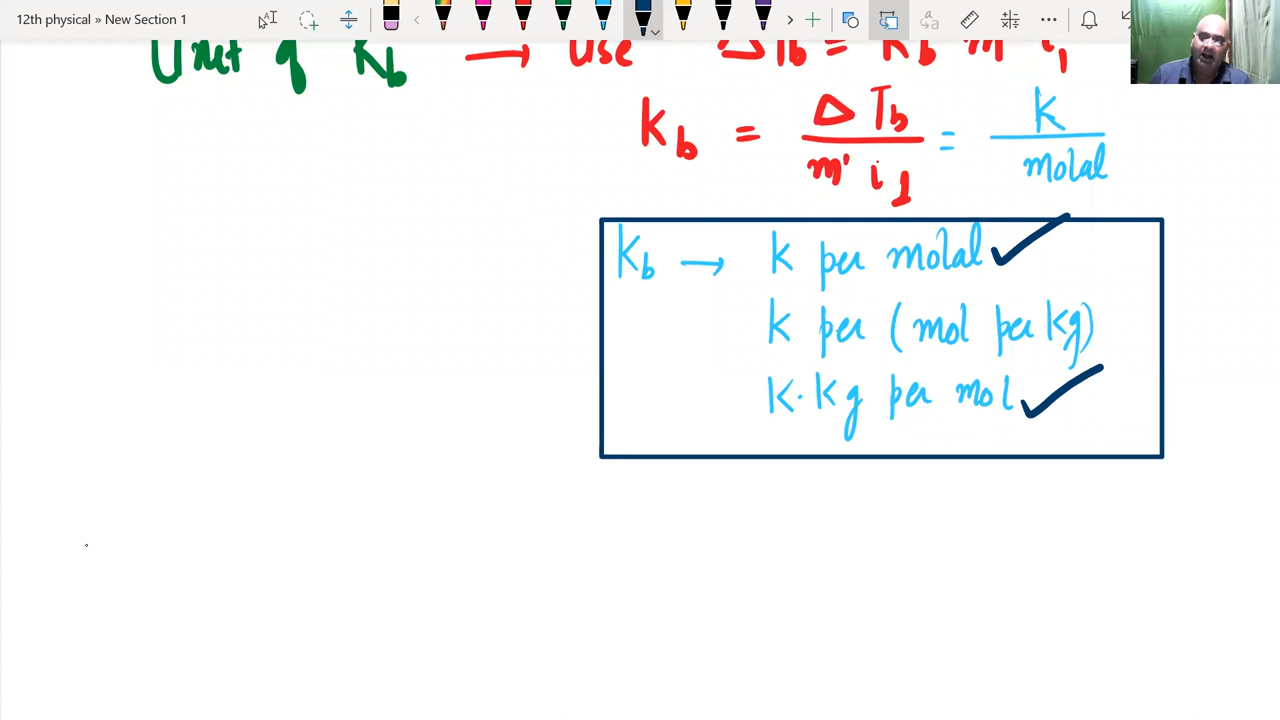 12th physical » New Section 1
Unit of Kb → use ΔTb = Kb m' i
Kb = ΔTb / m' i = K / molal
Kb → K per molal ✓
K per (mol per kg)
K·kg per mol ✓